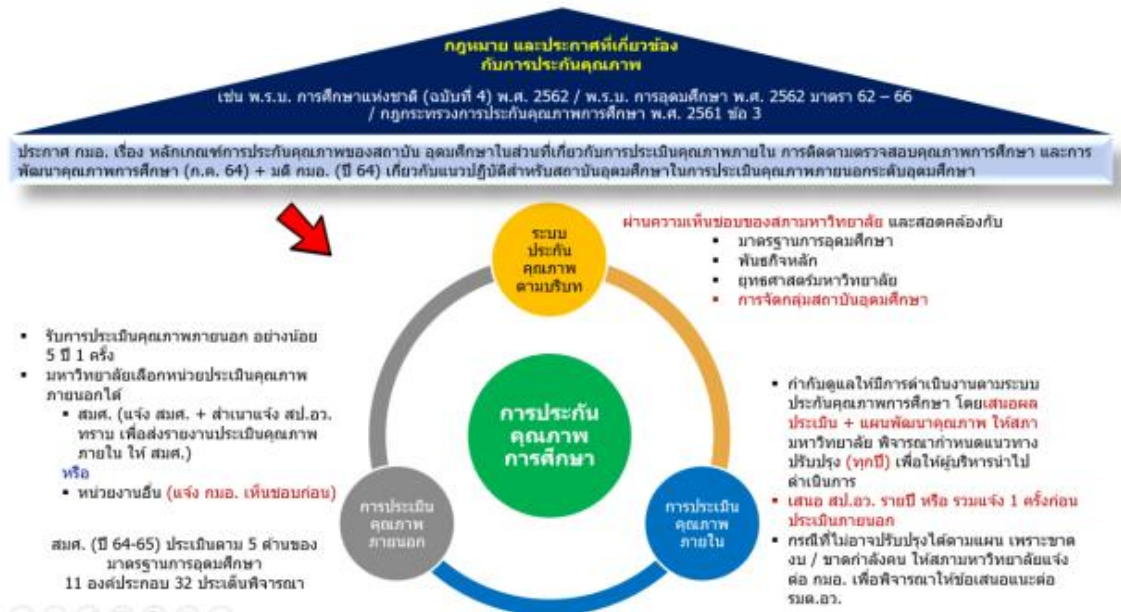 กฎหมาย และประกาศที่เกี่ยวข้อง
กับการประกันคุณภาพ
เช่น พ.ร.บ. การศึกษาแห่งชาติ (ฉบับที่ 4) พ.ศ. 2562 / พ.ร.บ. การอุดมศึกษา พ.ศ. 2562 มาตรา 62 – 66
/ กฎกระทรวงการประกันคุณภาพการศึกษา พ.ศ. 2561 ข้อ 3
ประกาศ กมอ. เรื่อง หลักเกณฑ์การประกันคุณภาพของสถาบัน อุดมศึกษาในส่วนที่เกี่ยวกับการประเมินคุณภาพภายใน การติดตามตรวจสอบคุณภาพการศึกษา และการ
พัฒนาคุณภาพการศึกษา (ก.ค. 64) + มติ กมอ. (ปี 64) เกี่ยวกับแนวปฏิบัติสำหรับสถาบันอุดมศึกษาในการประเมินคุณภาพภายนอกระดับอุดมศึกษา
ระบบ
ประกัน
คุณภาพ
ตามบริบท
ผ่านความเห็นชอบของสภามหาวิทยาลัย และสอดคล้องกับ
▪ มาตรฐานการอุดมศึกษา
▪ พันธกิจหลัก
▪ ยุทธศาสตร์มหาวิทยาลัย
▪ การจัดกลุ่มสถาบันอุดมศึกษา
▪ รับการประเมินคุณภาพภายนอก อย่างน้อย
5 ปี 1 ครั้ง
▪ มหาวิทยาลัยเลือกหน่วยประเมินคุณภาพ
ภายนอกได้
▪ สมศ. (แจ้ง สมศ. + สำเนาแจ้ง สป.อว.
ทราบ เพื่อส่งรายงานประเมินคุณภาพ
ภายใน ให้ สมศ.)
หรือ
▪ หน่วยงานอื่น (แจ้ง กมอ. เห็นชอบก่อน)
สมศ. (ปี 64-65) ประเมินตาม 5 ด้านของ
มาตรฐานการอุดมศึกษา
11 องค์ประกอบ 32 ประเด็นพิจารณา
การประกัน
คุณภาพ
การศึกษา
การประเมิน
คุณภาพ
ภายนอก
การประเมิน
คุณภาพ
ภายใน
▪ กำกับดูแลให้มีการดำเนินงานตามระบบ
ประกันคุณภาพการศึกษา โดยเสนอผล
ประเมิน + แผนพัฒนาคุณภาพ ให้สภา
มหาวิทยาลัย พิจารณากำหนดแนวทาง
ปรับปรุง (ทุกปี) เพื่อให้ผู้บริหารนำไป
ดำเนินการ
▪ เสนอ สป.อว. รายปี หรือ รวมแจ้ง 1 ครั้งก่อน
ประเมินภายนอก
▪ กรณีที่ไม่อาจปรับปรุงได้ตามแผน เพราะขาด
งบ / ขาดกำลังคน ให้สภามหาวิทยาลัยแจ้ง
ต่อ กมอ. เพื่อพิจารณาให้ข้อเสนอแนะต่อ
รมต.อว.